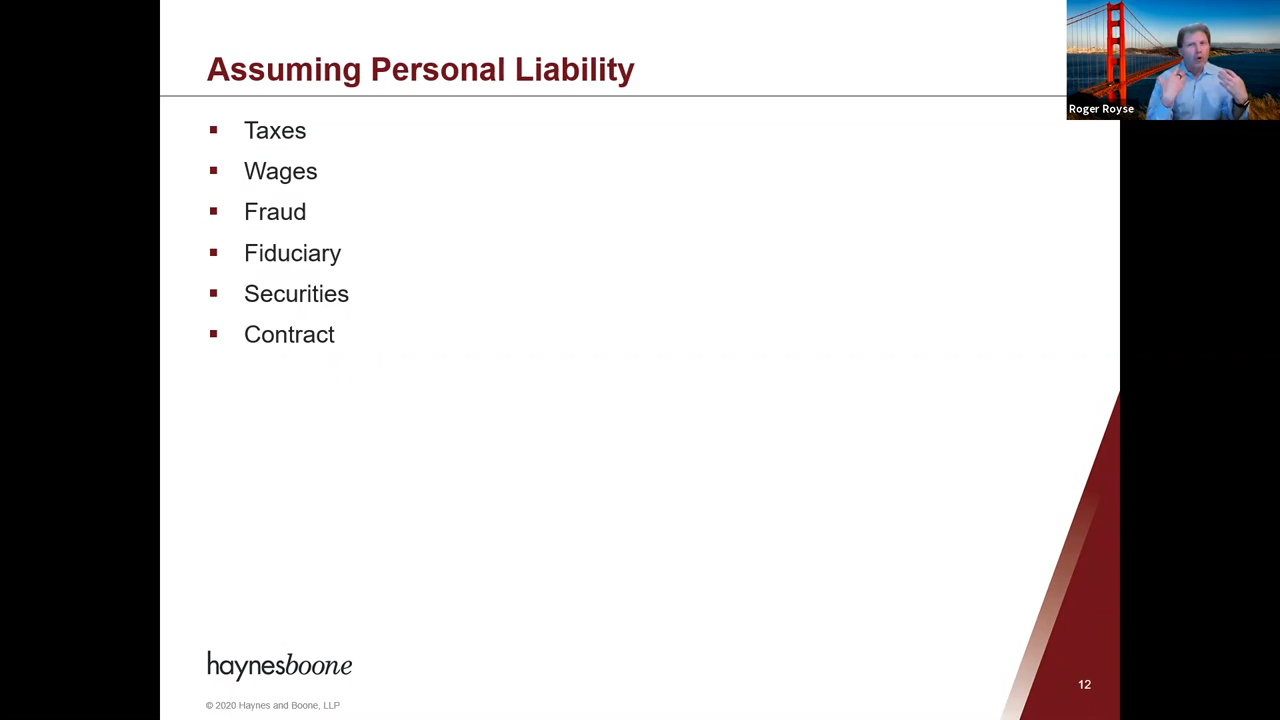 Assuming Personal Liability
Roger Royse
Taxes
Wages
Fraud
Fiduciary
Securities
Contract
haynesboone
12
© 2020 Haynes and Boone, LLP